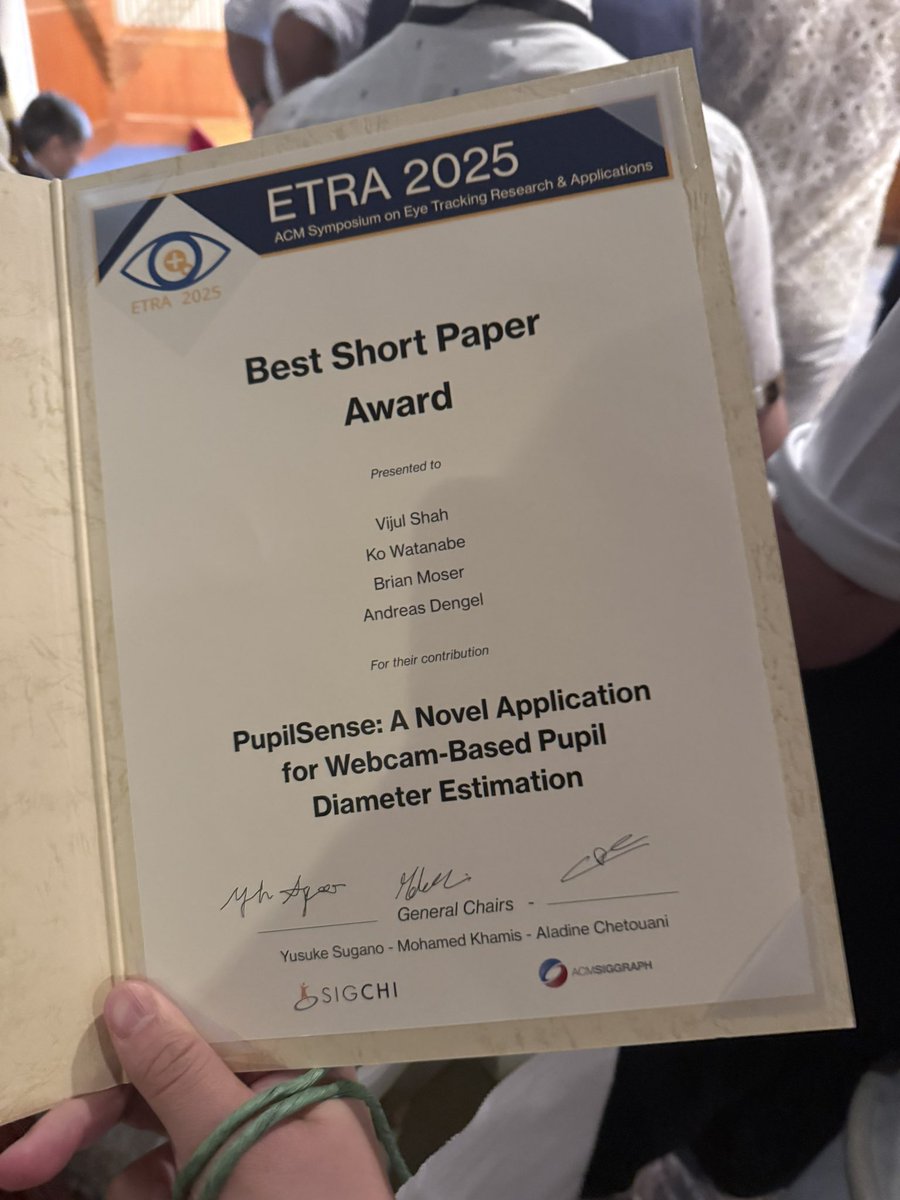 ETRA 2025
ACM Symposium on Eye Tracking Research & Applications
ETRA 2025
Best Short Paper
Award
Presented to
Vijul Shah
Ko Watanabe
Brian Moser
Andreas Dengel
For their contribution
PupilSense: A Novel Application
for Webcam-Based Pupil
Diameter Estimation
General Chairs -
Yusuke Sugano - Mohamed Khamis - Aladine Chetouani
SIGCHI
ACMSIGGRAPH